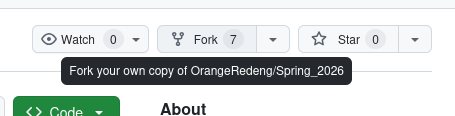 Watch 0 Fork 7 Star 0
Fork your own copy of OrangeRedeng/Spring_2026
<> Code About